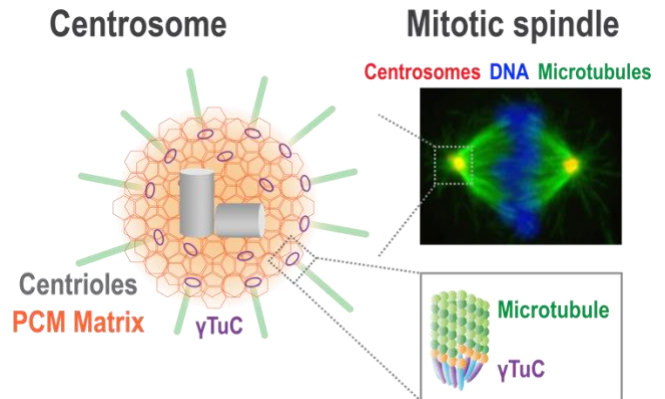 Centrosome
Mitotic spindle
Centrosomes DNA Microtubules
Centrioles
PCM Matrix
γTuC
Microtubule
γTuC